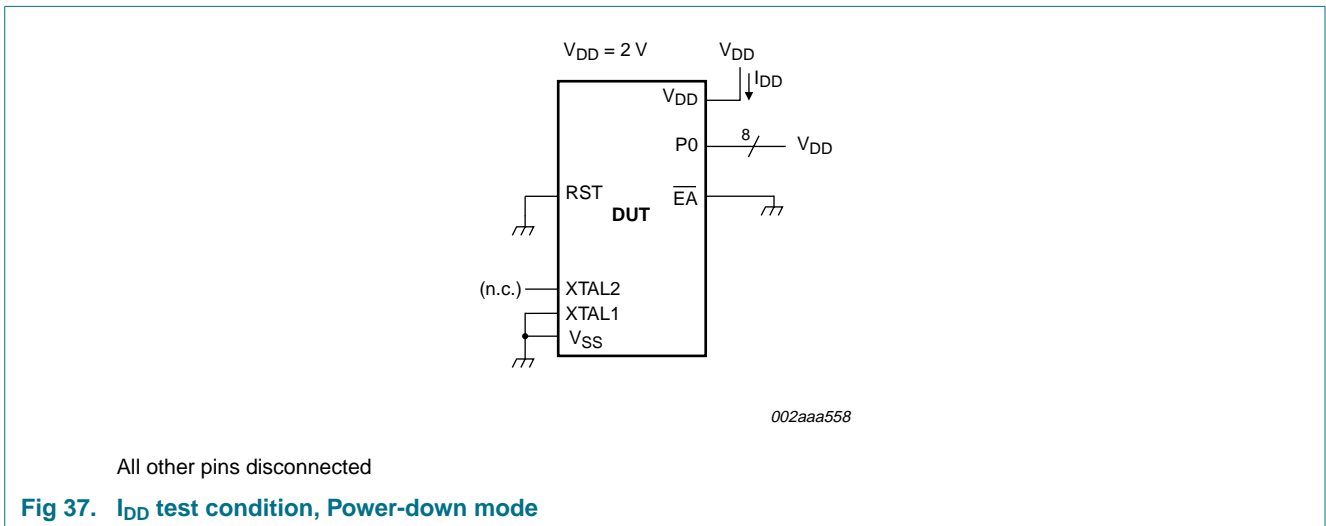 VDD = 2 V
VDD
IDD
VDD
8
P0
VDD
RST
EA
DUT
(n.c.)
XTAL2
XTAL1
VSS
002aaa558
All other pins disconnected
Fig 37. IDD test condition, Power-down mode